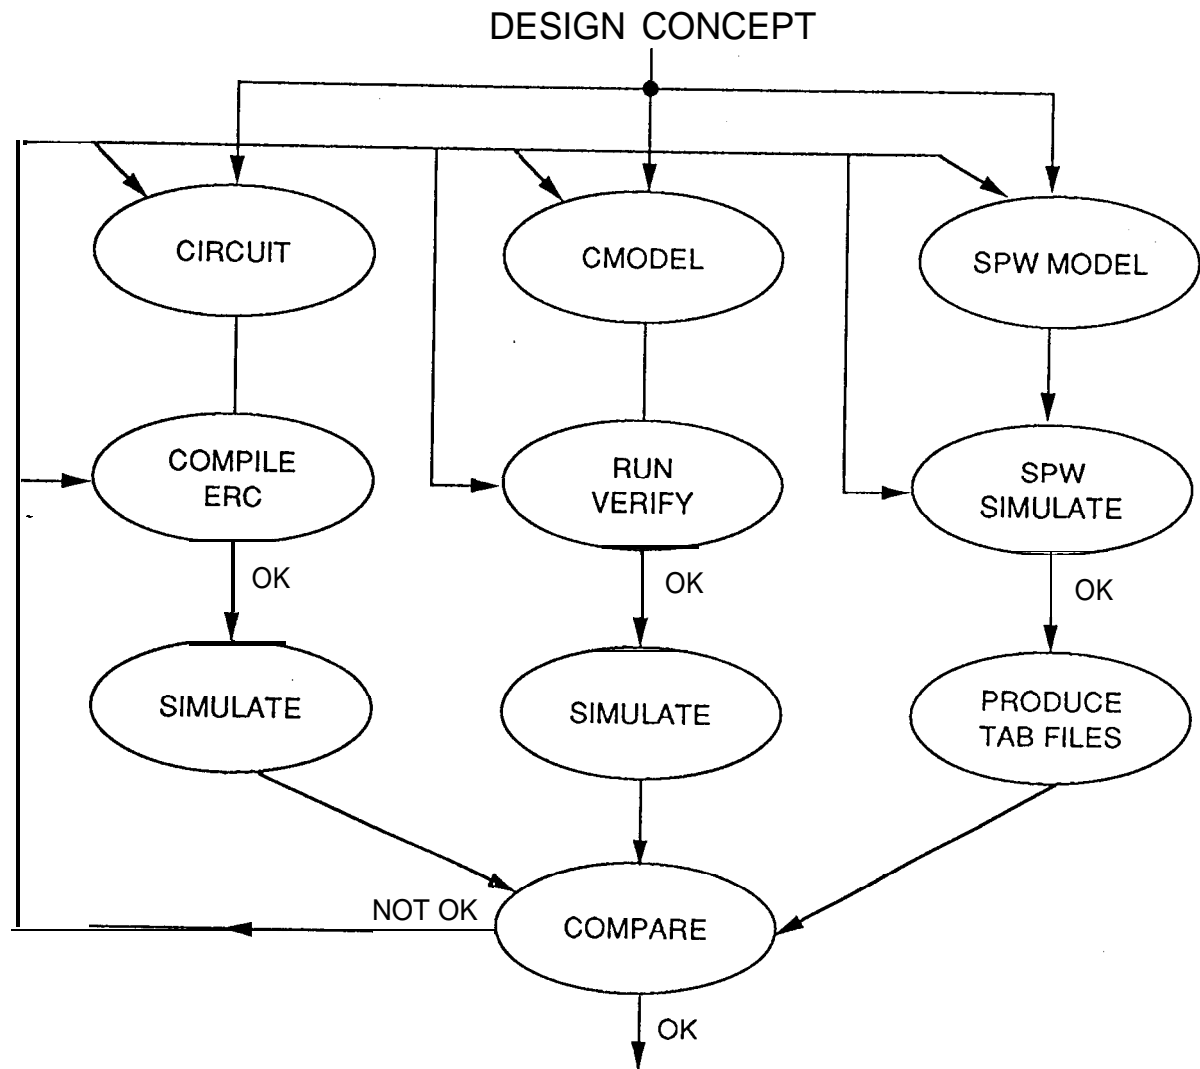 DESIGN CONCEPT
CIRCUIT
CMODEL
SPW MODEL
COMPILE
ERC
RUN
VERIFY
SPW
SIMULATE
OK
OK
OK
SIMULATE
SIMULATE
PRODUCE
TAB FILES
NOT OK
COMPARE
OK